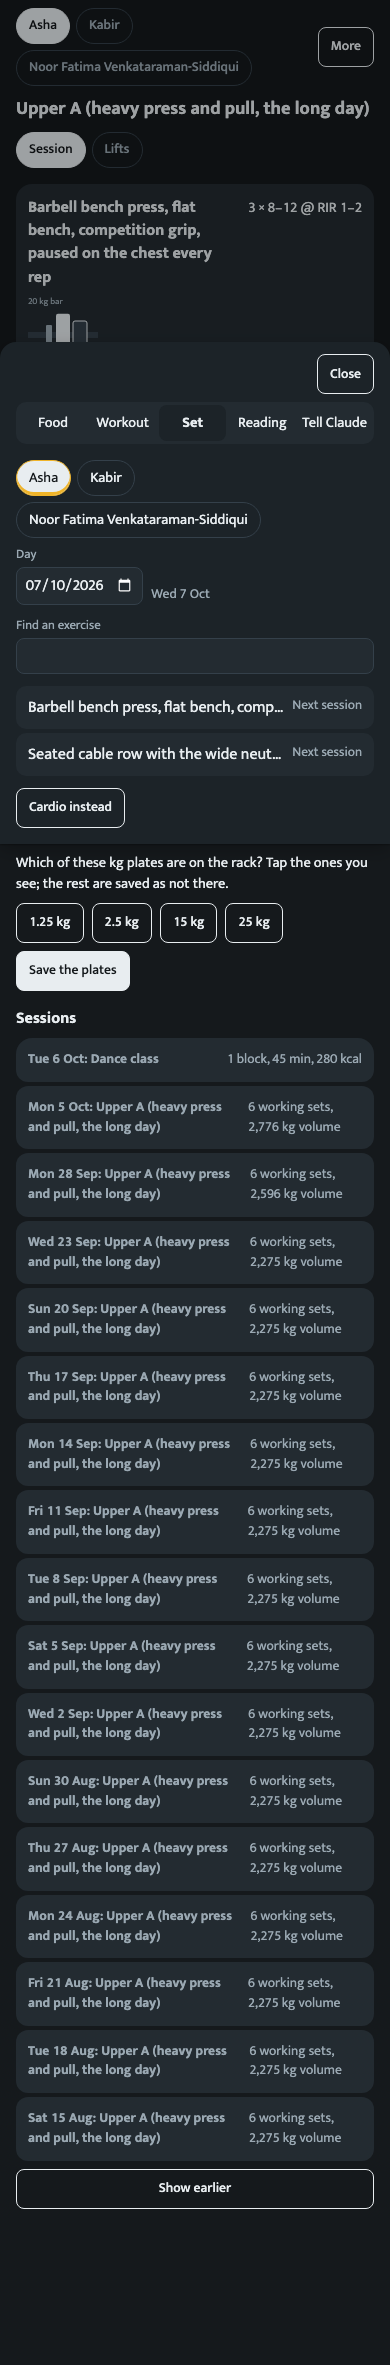 Asha
Kabir
Noor Fatima Venkataraman-Siddiqui
More
Upper A (heavy press and pull, the long day)
Session
Lifts
Barbell bench press, flat
bench, competition grip,
paused on the chest every
rep
3 × 8–12 @ RIR 1–2
20 kg bar
Close
Food
Workout
Set
Reading
Tell Claude
Asha
Kabir
Noor Fatima Venkataraman-Siddiqui
Day
07/10/2026
Wed 7 Oct
Find an exercise
Barbell bench press, flat bench, comp...
Next session
Seated cable row with the wide neut...
Next session
Cardio instead
Which of these kg plates are on the rack? Tap the ones you
see; the rest are saved as not there.
1.25 kg
2.5 kg
15 kg
25 kg
Save the plates
Sessions
Tue 6 Oct: Dance class
1 block, 45 min, 280 kcal
Mon 5 Oct: Upper A (heavy press
and pull, the long day)
6 working sets,
2,776 kg volume
Mon 28 Sep: Upper A (heavy press
and pull, the long day)
6 working sets,
2,596 kg volume
Wed 23 Sep: Upper A (heavy press
and pull, the long day)
6 working sets,
2,275 kg volume
Sun 20 Sep: Upper A (heavy press
and pull, the long day)
6 working sets,
2,275 kg volume
Thu 17 Sep: Upper A (heavy press
and pull, the long day)
6 working sets,
2,275 kg volume
Mon 14 Sep: Upper A (heavy press
and pull, the long day)
6 working sets,
2,275 kg volume
Fri 11 Sep: Upper A (heavy press
and pull, the long day)
6 working sets,
2,275 kg volume
Tue 8 Sep: Upper A (heavy press
and pull, the long day)
6 working sets,
2,275 kg volume
Sat 5 Sep: Upper A (heavy press
and pull, the long day)
6 working sets,
2,275 kg volume
Wed 2 Sep: Upper A (heavy press
and pull, the long day)
6 working sets,
2,275 kg volume
Sun 30 Aug: Upper A (heavy press
and pull, the long day)
6 working sets,
2,275 kg volume
Thu 27 Aug: Upper A (heavy press
and pull, the long day)
6 working sets,
2,275 kg volume
Mon 24 Aug: Upper A (heavy press
and pull, the long day)
6 working sets,
2,275 kg volume
Fri 21 Aug: Upper A (heavy press
and pull, the long day)
6 working sets,
2,275 kg volume
Tue 18 Aug: Upper A (heavy press
and pull, the long day)
6 working sets,
2,275 kg volume
Sat 15 Aug: Upper A (heavy press
and pull, the long day)
6 working sets,
2,275 kg volume
Show earlier